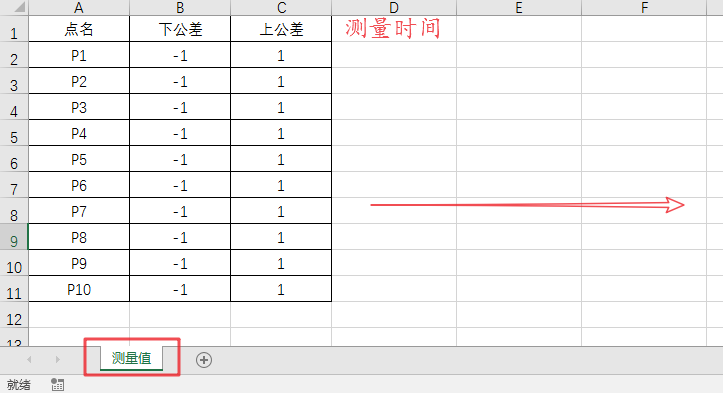 A B C D E F
1 点名 下公差 上公差 测量时间
2 P1 -1 1
3 P2 -1 1
4 P3 -1 1
5 P4 -1 1
6 P5 -1 1
7 P6 -1 1
8 P7 -1 1
9 P8 -1 1
10 P9 -1 1
11 P10 -1 1
12
13
测量值
就绪